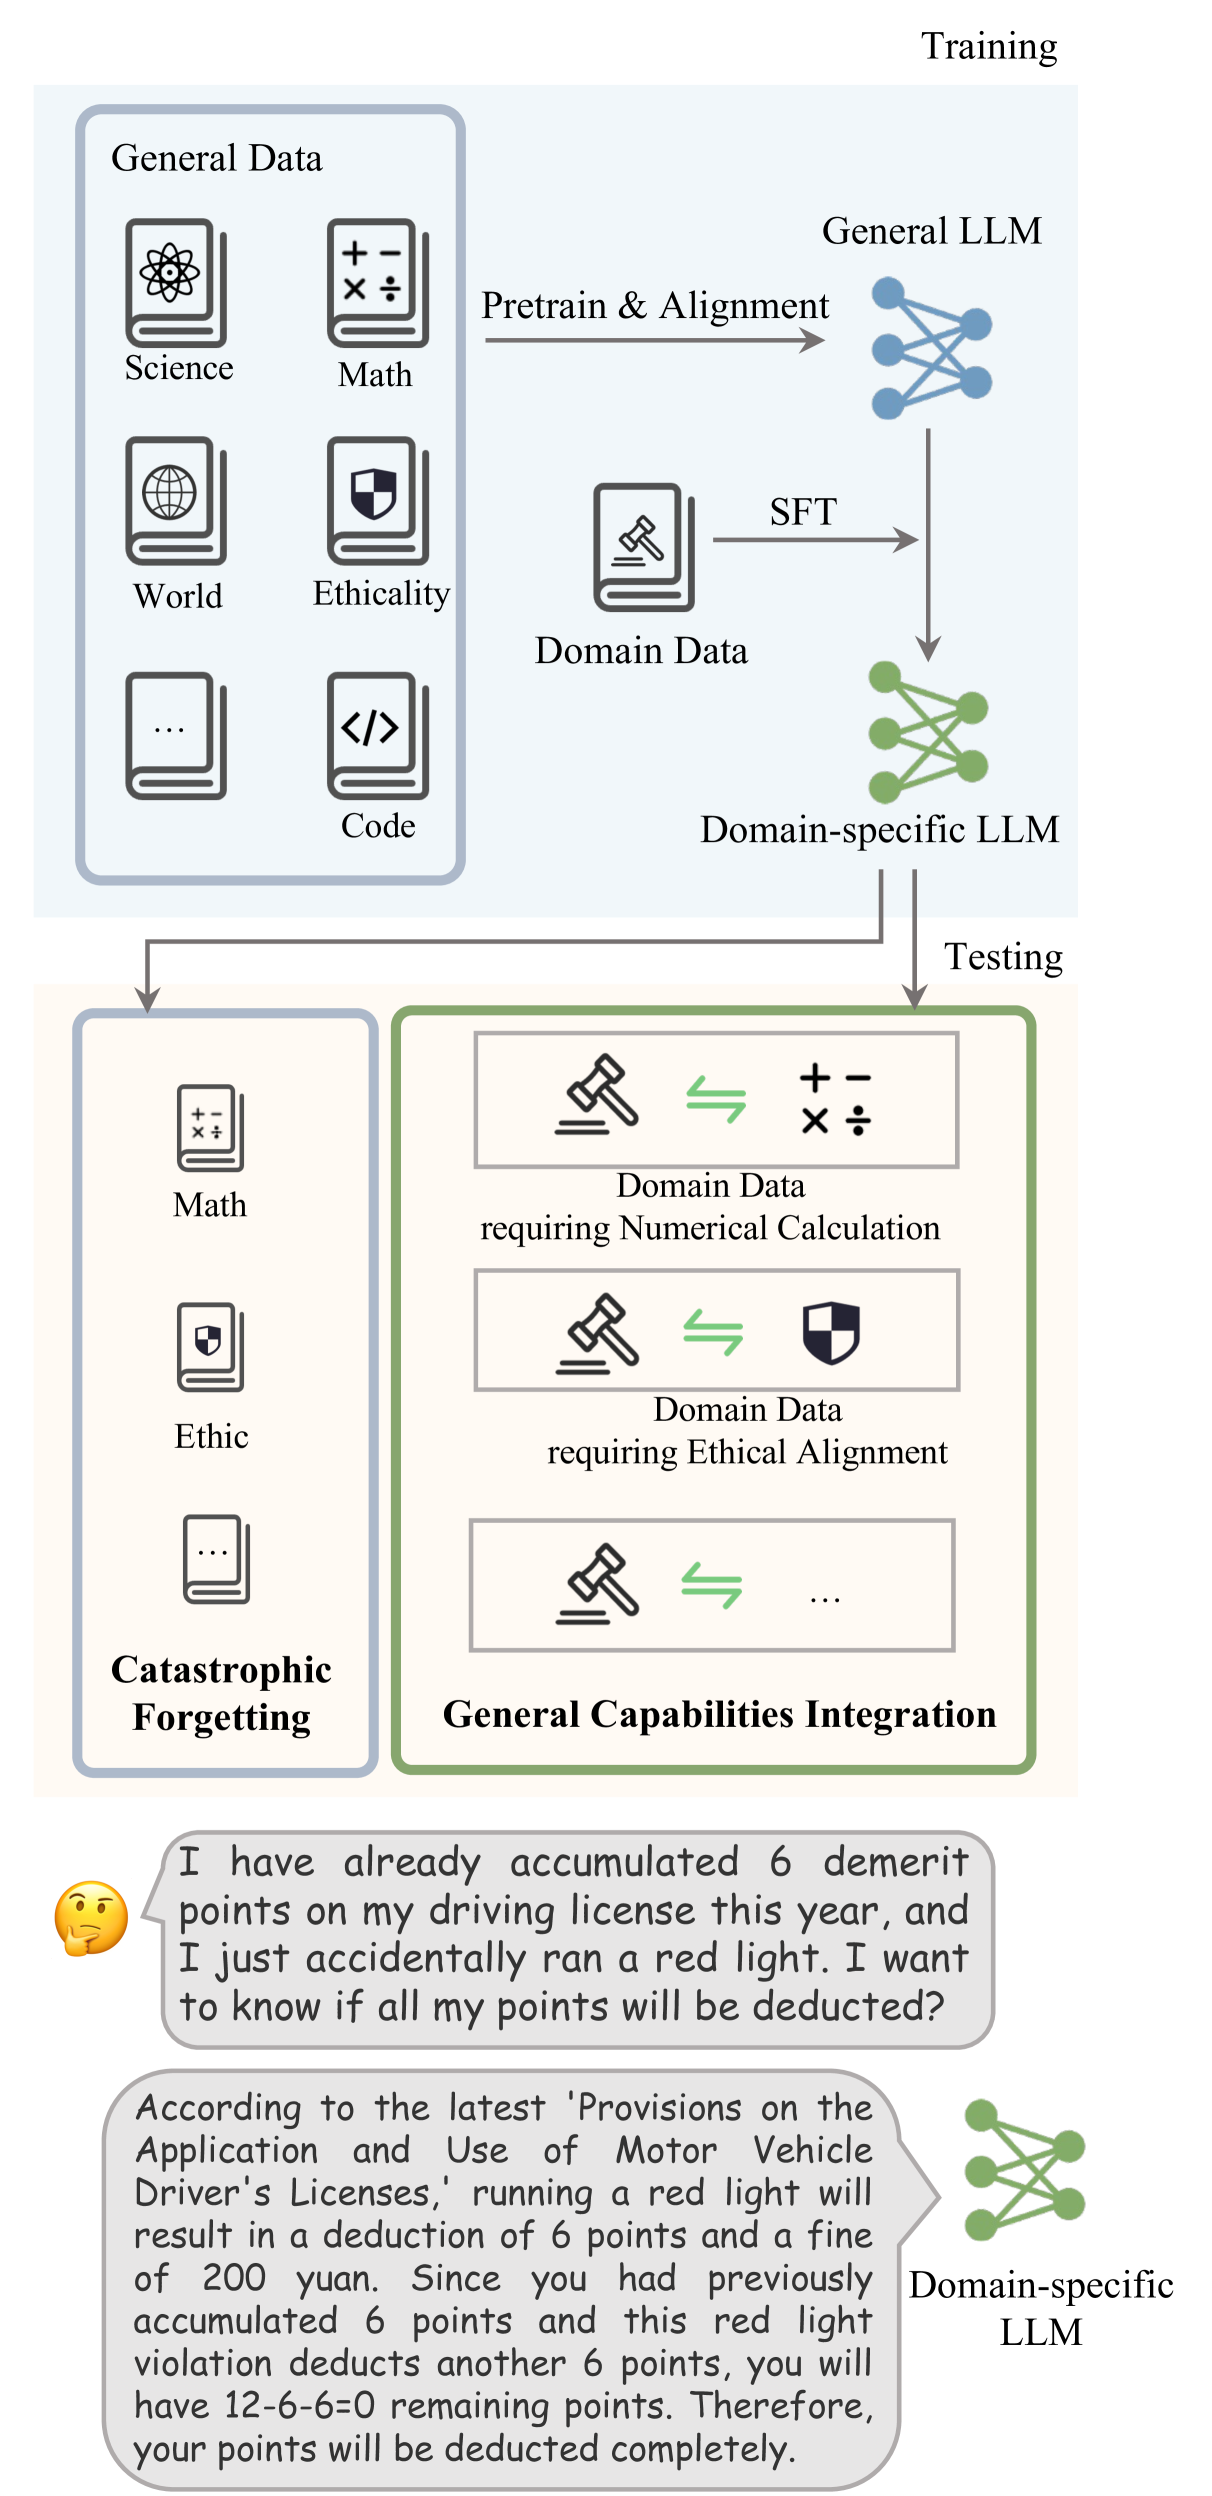 Training
General Data
Science
Math
World
Ethicality
...
Code
Pretrain & Alignment
General LLM
SFT
Domain Data
Domain-specific LLM
Testing
Math
Ethic
...
Catastrophic
Forgetting
Domain Data
requiring Numerical Calculation
Domain Data
requiring Ethical Alignment
...
General Capabilities Integration
I have already accumulated 6 demerit
points on my driving license this year, and
I just accidentally ran a red light. I want
to know if all my points will be deducted?
According to the latest 'Provisions on the
Application and Use of Motor Vehicle
Driver's Licenses,' running a red light will
result in a deduction of 6 points and a fine
of 200 yuan. Since you had previously
accumulated 6 points and this red light
violation deducts another 6 points, you will
have 12-6-6=0 remaining points. Therefore,
your points will be deducted completely.
Domain-specific
LLM